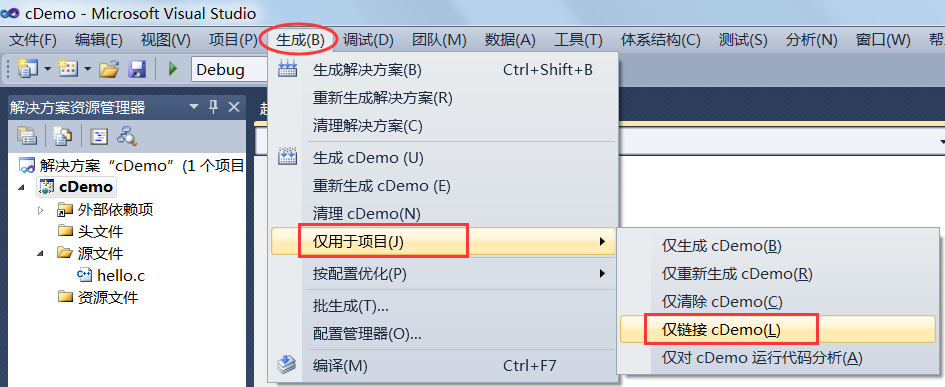 cDemo - Microsoft Visual Studio
文件(F) 编辑(E) 视图(V) 项目(P) 生成(B) 调试(D) 团队(M) 数据(A) 工具(T) 体系结构(C) 测试(S) 分析(N) 窗口(W)
Debug
解决方案资源管理器
解决方案 “cDemo” (1 个项目
cDemo
外部依赖项
头文件
源文件
hello.c
资源文件
生成解决方案(B) Ctrl+Shift+B
重新生成解决方案(R)
清理解决方案(C)
生成 cDemo (U)
重新生成 cDemo (E)
清理 cDemo(N)
仅用于项目(J)
按配置优化(P)
批生成(T)...
配置管理器(O)...
编译(M) Ctrl+F7
仅生成 cDemo(B)
仅重新生成 cDemo(R)
仅清除 cDemo(C)
仅链接 cDemo(L)
仅对 cDemo 运行代码分析(A)